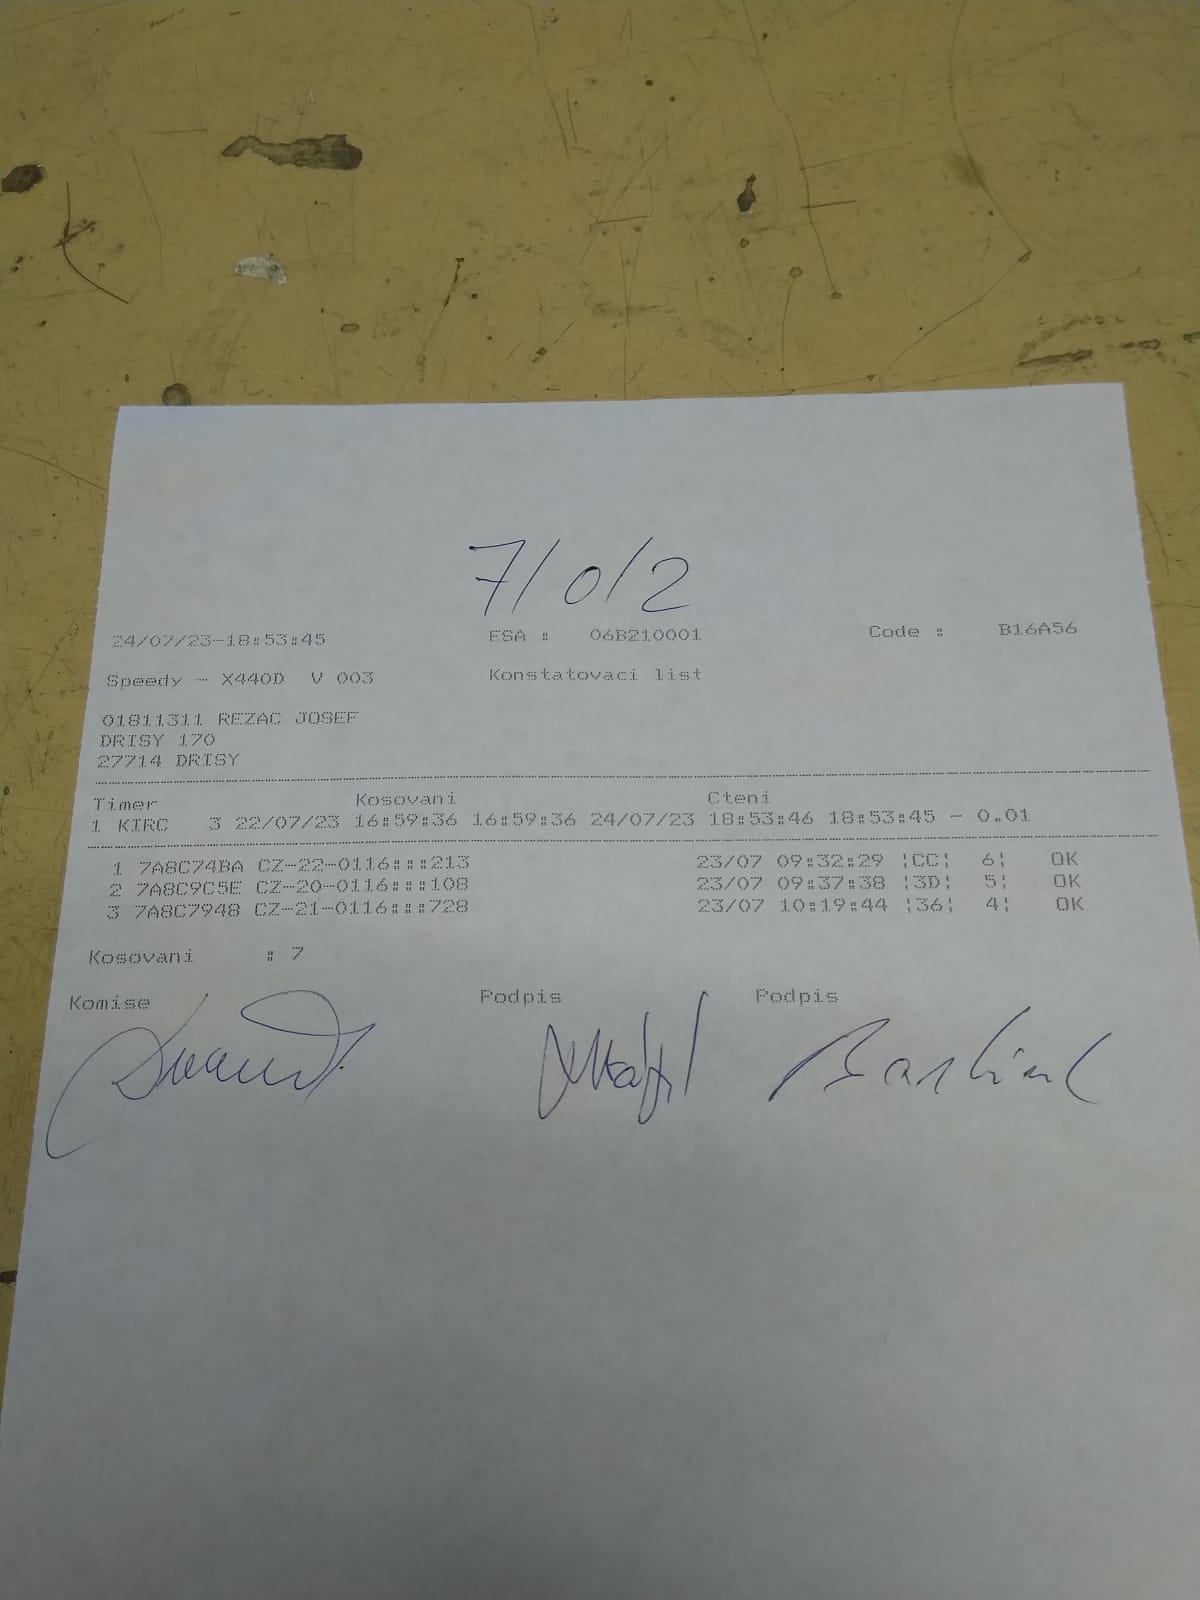 7/0/2
24/07/23-18:53:45 ESA : 06B210001 Code : B16A56
Speedy - X440D V 003 Konstatovaci list
01811311 REZAC JOSEF
DRISY 170
27714 DRISY
Timer Kosovani Cteni
1 KIRC 3 22/07/23 16:59:36 16:59:36 24/07/23 18:53:46 18:53:45 - 0.01
1 7A8C74BA CZ-22-0116:::213 23/07 09:32:29 ¦CC¦ 6¦ OK
2 7A8C9C5E CZ-20-0116:::108 23/07 09:37:38 ¦3D¦ 5¦ OK
3 7A8C7948 CZ-21-0116:::728 23/07 10:19:44 ¦36¦ 4¦ OK
Kosovani : 7
Komise Podpis Podpis